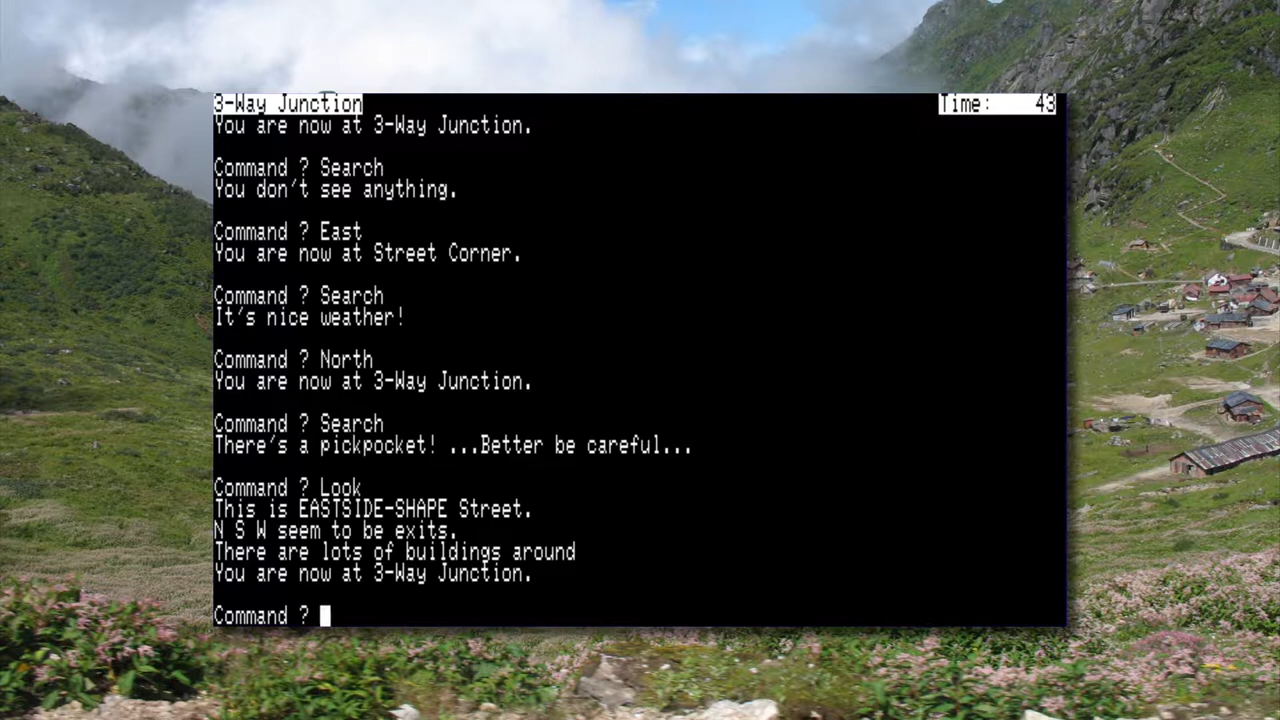 3-Way Junction Time: 43
You are now at 3-Way Junction.
Command ? Search
You don't see anything.
Command ? East
You are now at Street Corner.
Command ? Search
It's nice weather!
Command ? North
You are now at 3-Way Junction.
Command ? Search
There's a pickpocket! ...Better be careful...
Command ? Look
This is EASTSIDE-SHAPE Street.
N S W seem to be exits.
There are lots of buildings around
You are now at 3-Way Junction.
Command ?